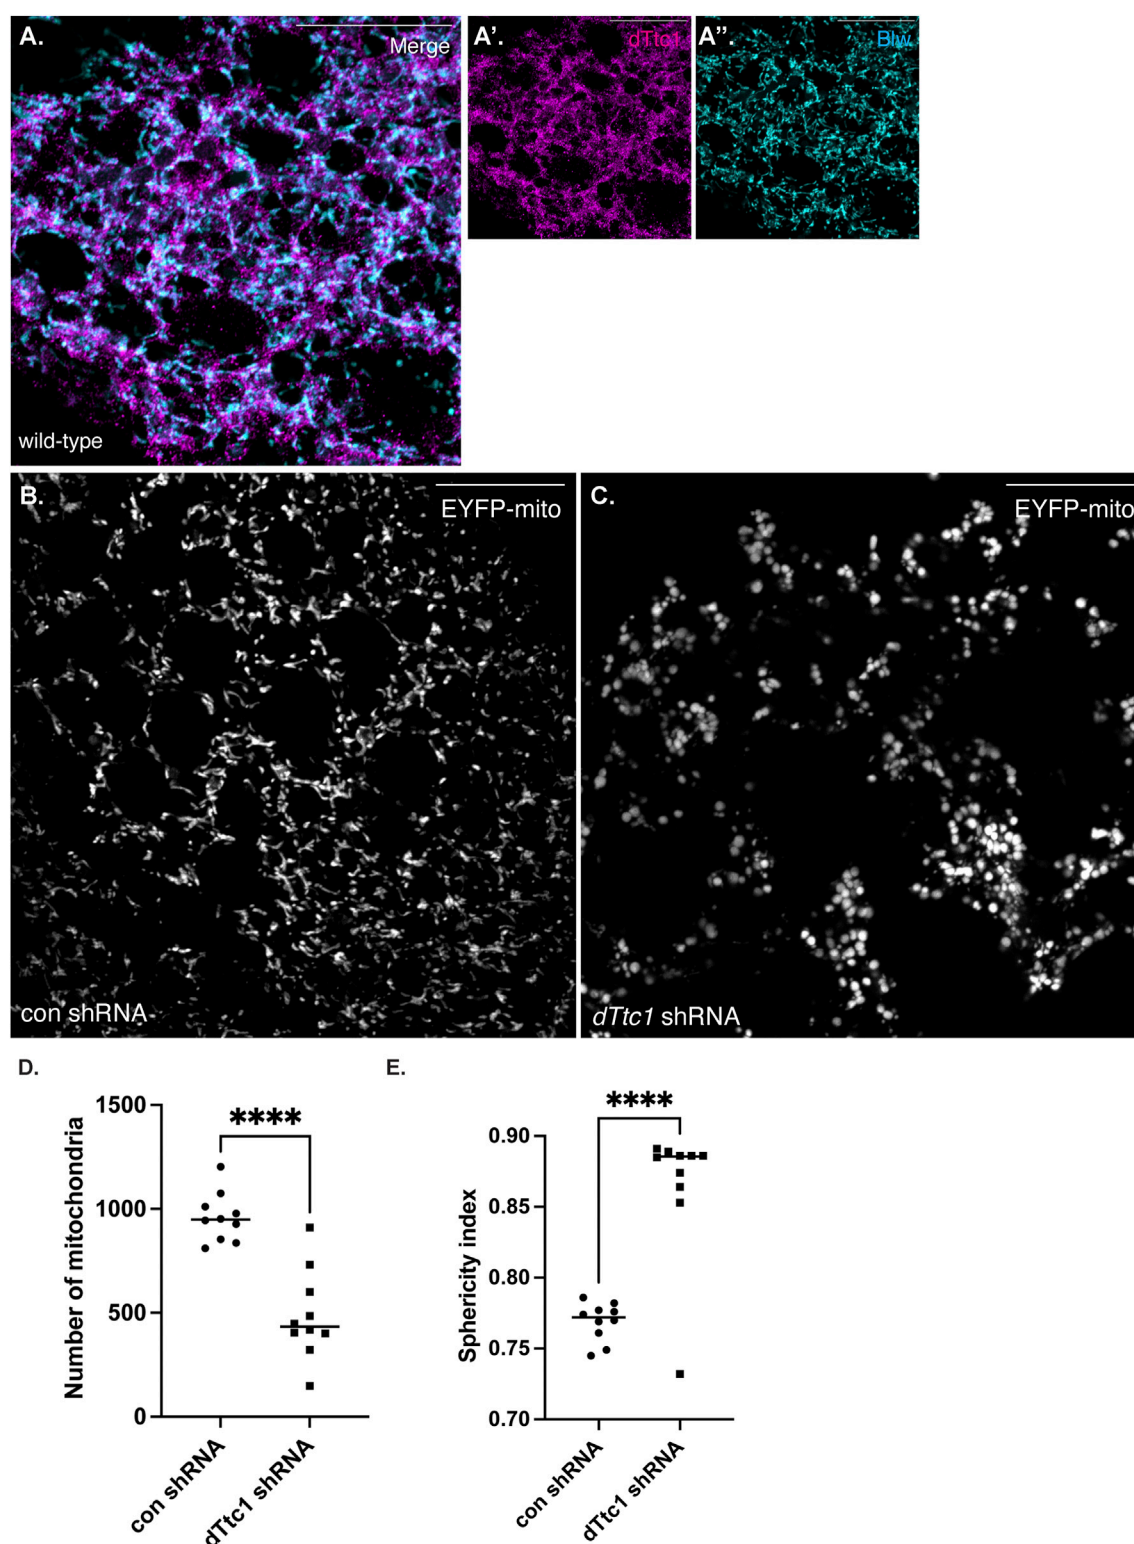 A.
Merge
wild-type
A'.
dTtc1
A".
Blw
B.
EYFP-mito
con shRNA
C.
EYFP-mito
dTtc1 shRNA
D.
Number of mitochondria
1500
1000
500
0
****
con shRNA
dTtc1 shRNA
E.
Sphericity index
0.90
0.85
0.80
0.75
0.70
****
con shRNA
dTtc1 shRNA